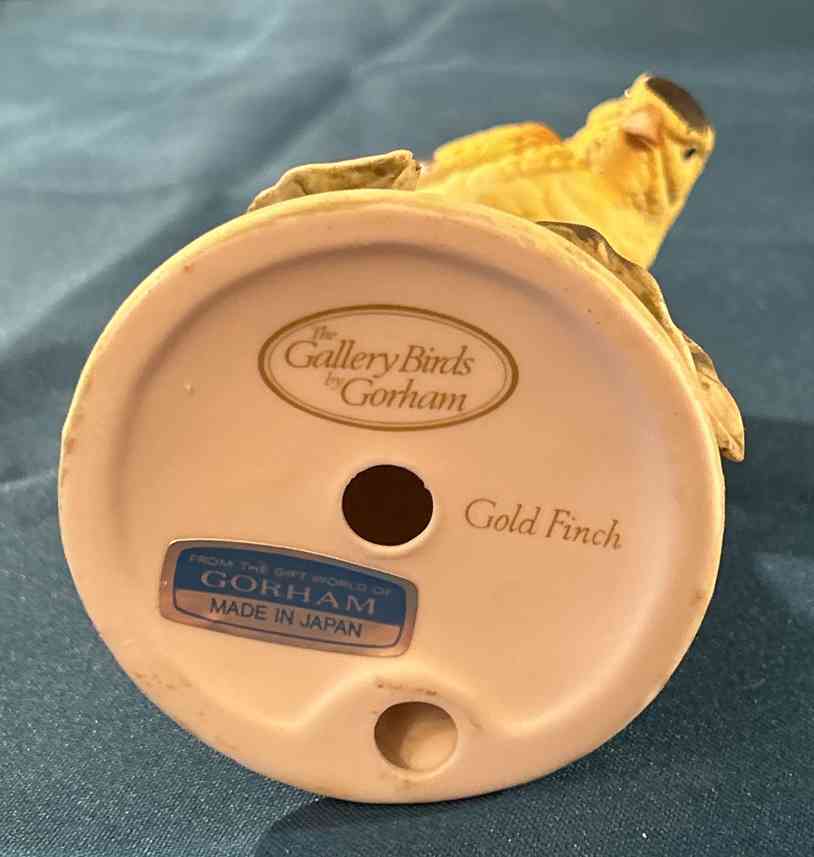 The
Gallery Birds
by
Gorham
Gold Finch
FROM THE GIFT WORLD OF
GORHAM
MADE IN JAPAN